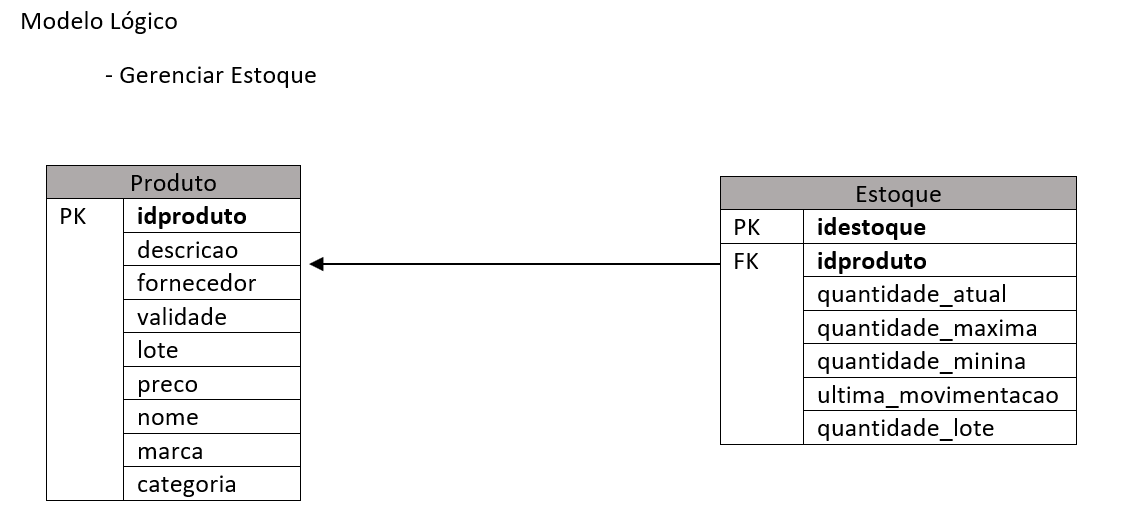 Modelo Lógico
- Gerenciar Estoque
Produto
PK idproduto
descricao
fornecedor
validade
lote
preco
nome
marca
categoria
Estoque
PK idestoque
FK idproduto
quantidade_atual
quantidade_maxima
quantidade_minina
ultima_movimentacao
quantidade_lote